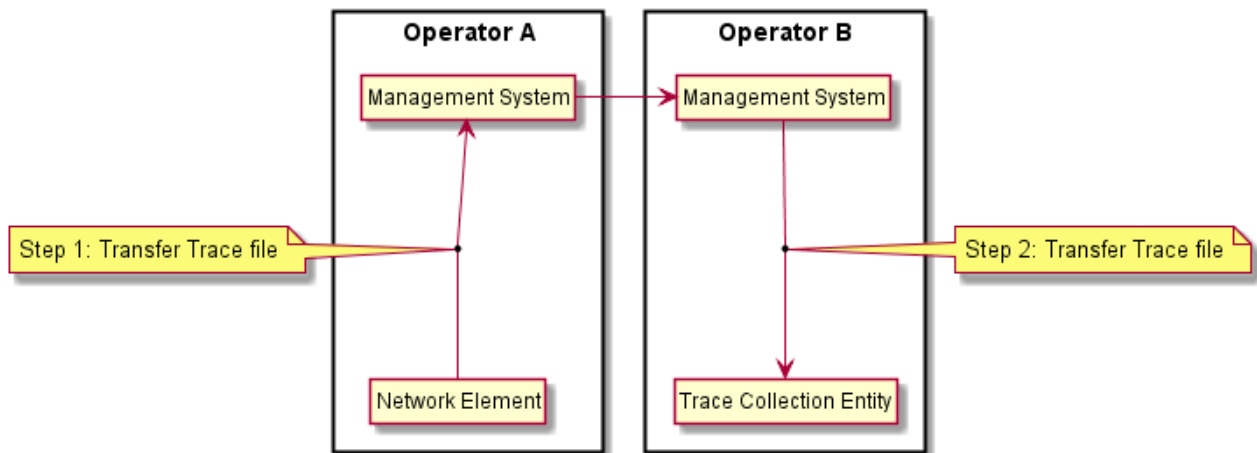 Operator A
Operator B
Management System
Management System
Step 1: Transfer Trace file
Step 2: Transfer Trace file
Network Element
Trace Collection Entity